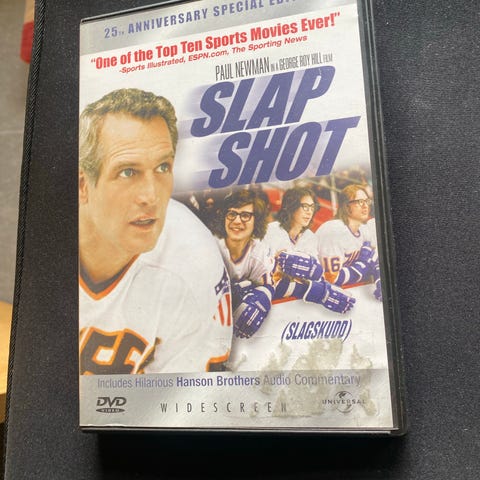 25TH ANNIVERSARY SPECIAL
"One of the Top Ten Sports Movies Ever!"
-Sports Illustrated, ESPN.com, The Sporting News
PAUL NEWMAN IN A GEORGE ROY HILL FILM
SLAP
SHOT
16
(SLAGSKUDD)
Includes Hilarious Hanson Brothers Audio Commentary
DVD
VIDEO
WIDESCREEN
UNIVERSAL